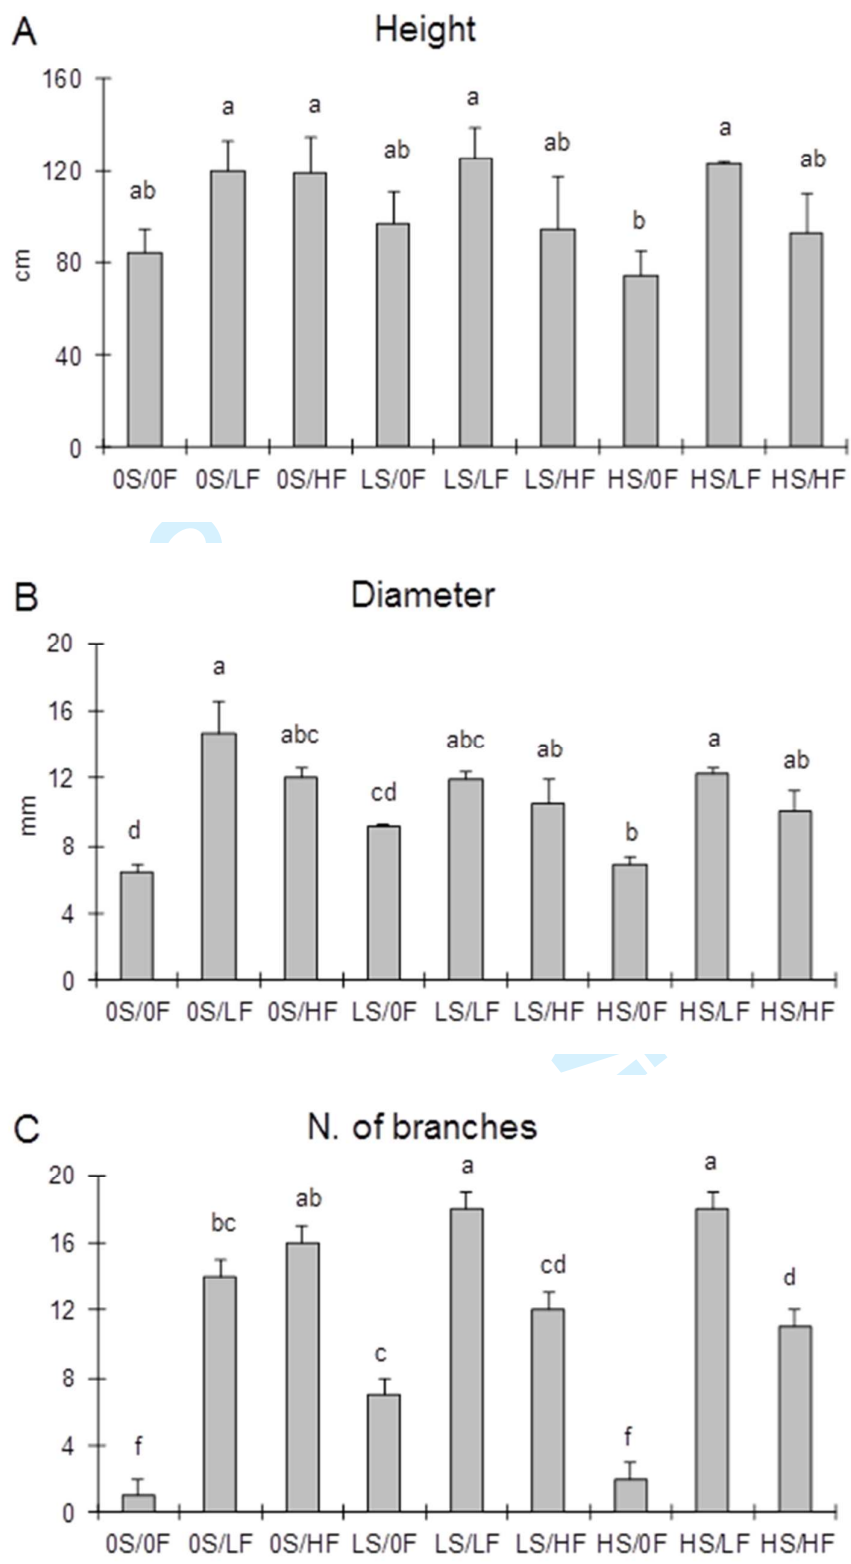 A
Height
160
120
80
40
0
cm
ab
a
a
ab
a
ab
b
a
ab
0S/0F 0S/LF 0S/HF LS/0F LS/LF LS/HF HS/0F HS/LF HS/HF
B
Diameter
20
16
12
8
4
0
mm
d
a
abc
cd
abc
ab
b
a
ab
0S/0F 0S/LF 0S/HF LS/0F LS/LF LS/HF HS/0F HS/LF HS/HF
C
N. of branches
20
16
12
8
4
0
f
bc
ab
c
a
cd
f
a
d
0S/0F 0S/LF 0S/HF LS/0F LS/LF LS/HF HS/0F HS/LF HS/HF